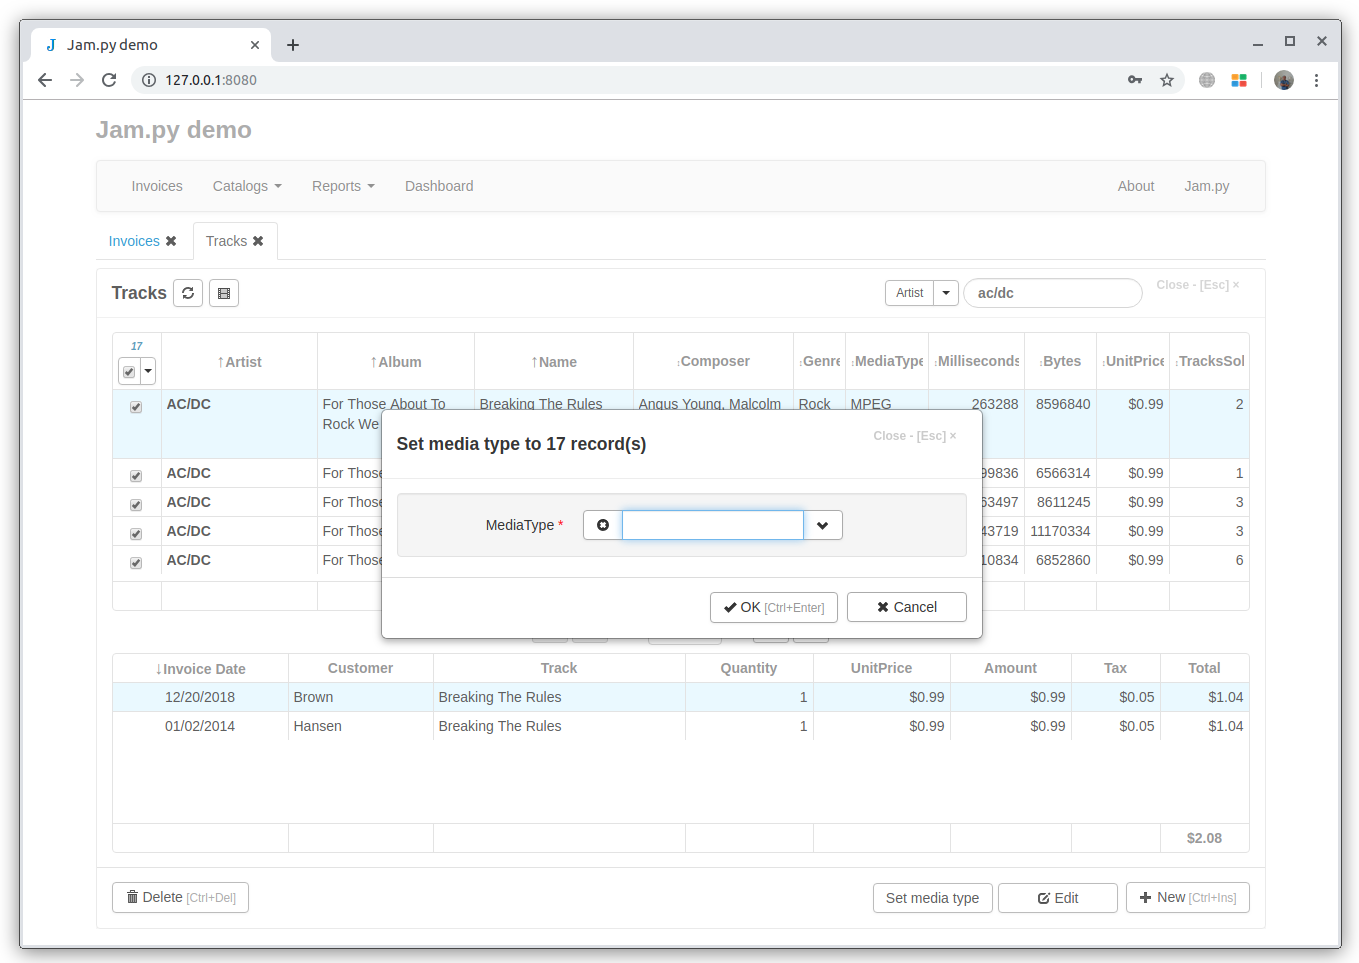 Jam.py demo
127.0.0.1:8080
Jam.py demo
Invoices Catalogs Reports Dashboard About Jam.py
Invoices Tracks
Tracks Artist ac/dc Close - [Esc] ×
17
↑Artist ↑Album ↑Name Composer Genre MediaType Milliseconds Bytes UnitPrice TracksSol
AC/DC For Those About To Breaking The Rules Angus Young, Malcolm Rock MPEG 263288 8596840 $0.99 2
Rock We
AC/DC For Those 99836 6566314 $0.99 1
AC/DC For Those 63497 8611245 $0.99 3
AC/DC For Those 43719 11170334 $0.99 3
AC/DC For Those 10834 6852860 $0.99 6
Set media type to 17 record(s) Close - [Esc] ×
MediaType *
OK [Ctrl+Enter] Cancel
↓Invoice Date Customer Track Quantity UnitPrice Amount Tax Total
12/20/2018 Brown Breaking The Rules 1 $0.99 $0.99 $0.05 $1.04
01/02/2014 Hansen Breaking The Rules 1 $0.99 $0.99 $0.05 $1.04
$2.08
Delete [Ctrl+Del] Set media type Edit New [Ctrl+Ins]